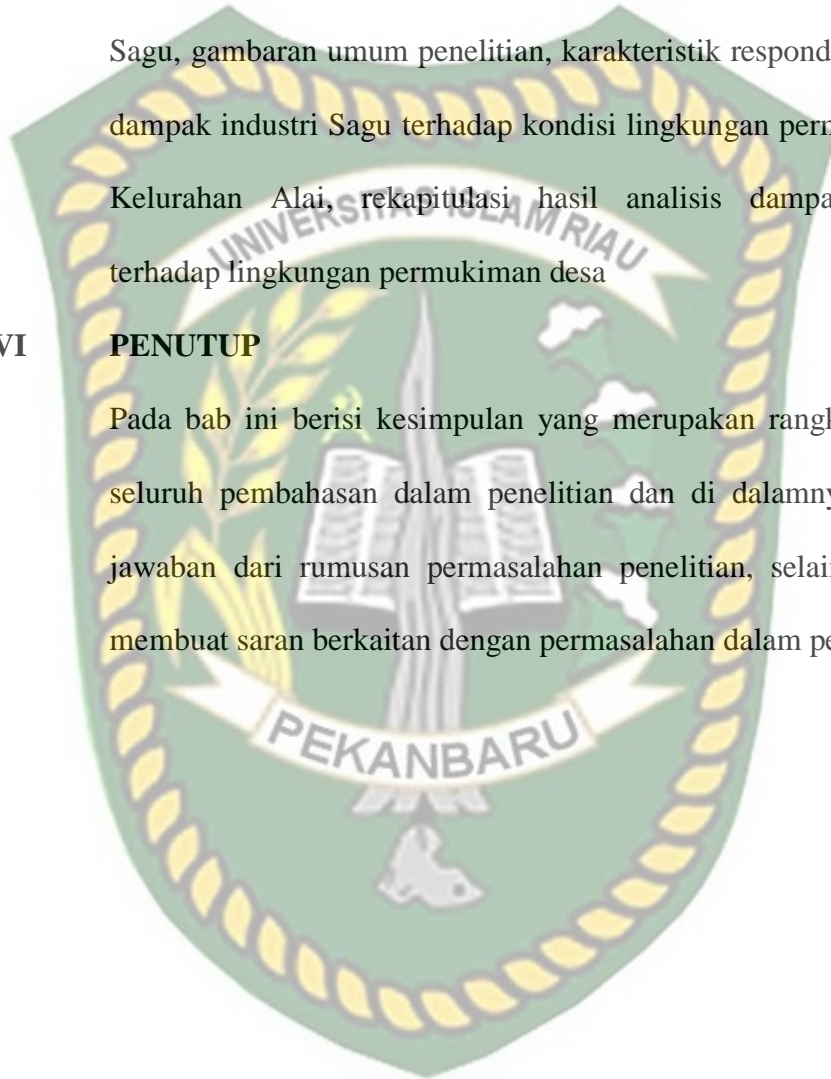 Sagu, gambaran umum penelitian, karakteristik respond
dampak industri Sagu terhadap kondisi lingkungan perm
Kelurahan Alai, rekapitulasi hasil analisis dampa
terhadap lingkungan permukiman desa
UNIVERSITAS ISLAM RIAU
VI PENUTUP
Pada bab ini berisi kesimpulan yang merupakan rangk
seluruh pembahasan dalam penelitian dan di dalamny
jawaban dari rumusan permasalahan penelitian, selain
membuat saran berkaitan dengan permasalahan dalam pe
PEKANBARU